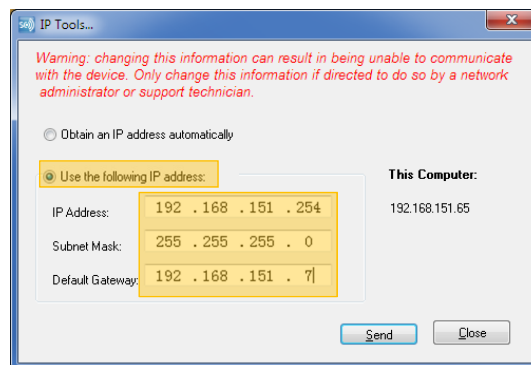 IP Tools...
Warning: changing this information can result in being unable to communicate
with the device. Only change this information if directed to do so by a network
administrator or support technician.
Obtain an IP address automatically
Use the following IP address:
This Computer:
IP Address: 192 .168 .151 .254
192.168.151.65
Subnet Mask: 255 .255 .255 . 0
Default Gateway: 192 .168 .151 . 7
Send Close